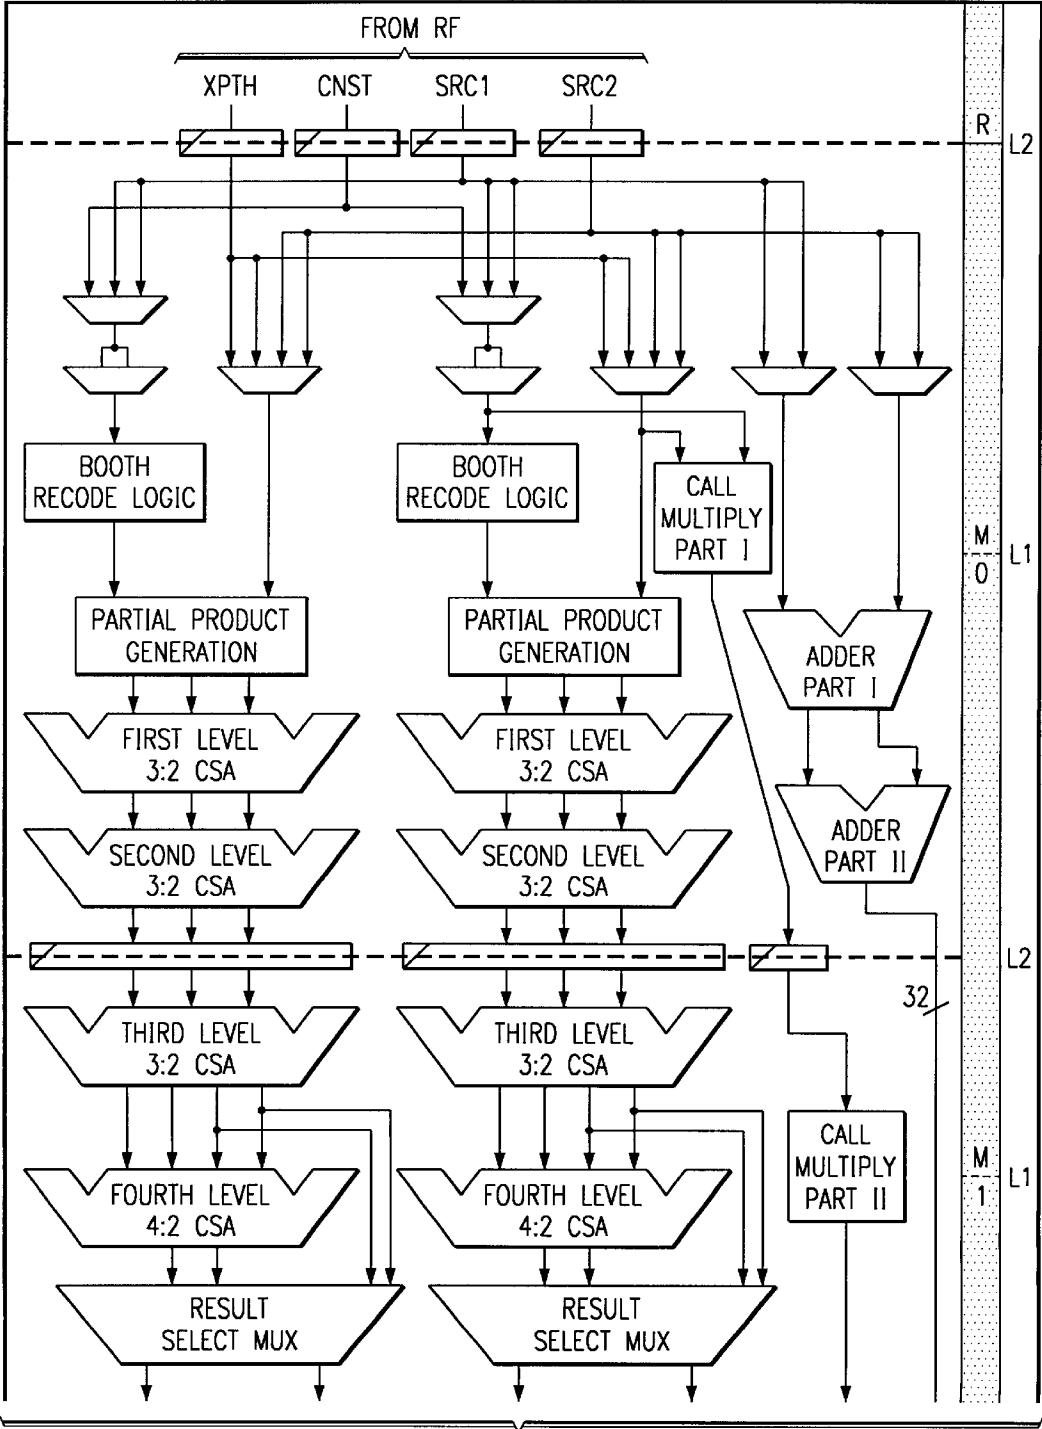 FROM RF
XPTH
CNST
SRC1
SRC2
R
L2
BOOTH
RECODE LOGIC
BOOTH
RECODE LOGIC
CALL
MULTIPLY
PART I
M
0
L1
PARTIAL PRODUCT
GENERATION
PARTIAL PRODUCT
GENERATION
ADDER
PART I
FIRST LEVEL
3:2 CSA
FIRST LEVEL
3:2 CSA
ADDER
PART II
SECOND LEVEL
3:2 CSA
SECOND LEVEL
3:2 CSA
L2
32
THIRD LEVEL
3:2 CSA
THIRD LEVEL
3:2 CSA
CALL
MULTIPLY
PART II
M
1
L1
FOURTH LEVEL
4:2 CSA
FOURTH LEVEL
4:2 CSA
RESULT
SELECT MUX
RESULT
SELECT MUX